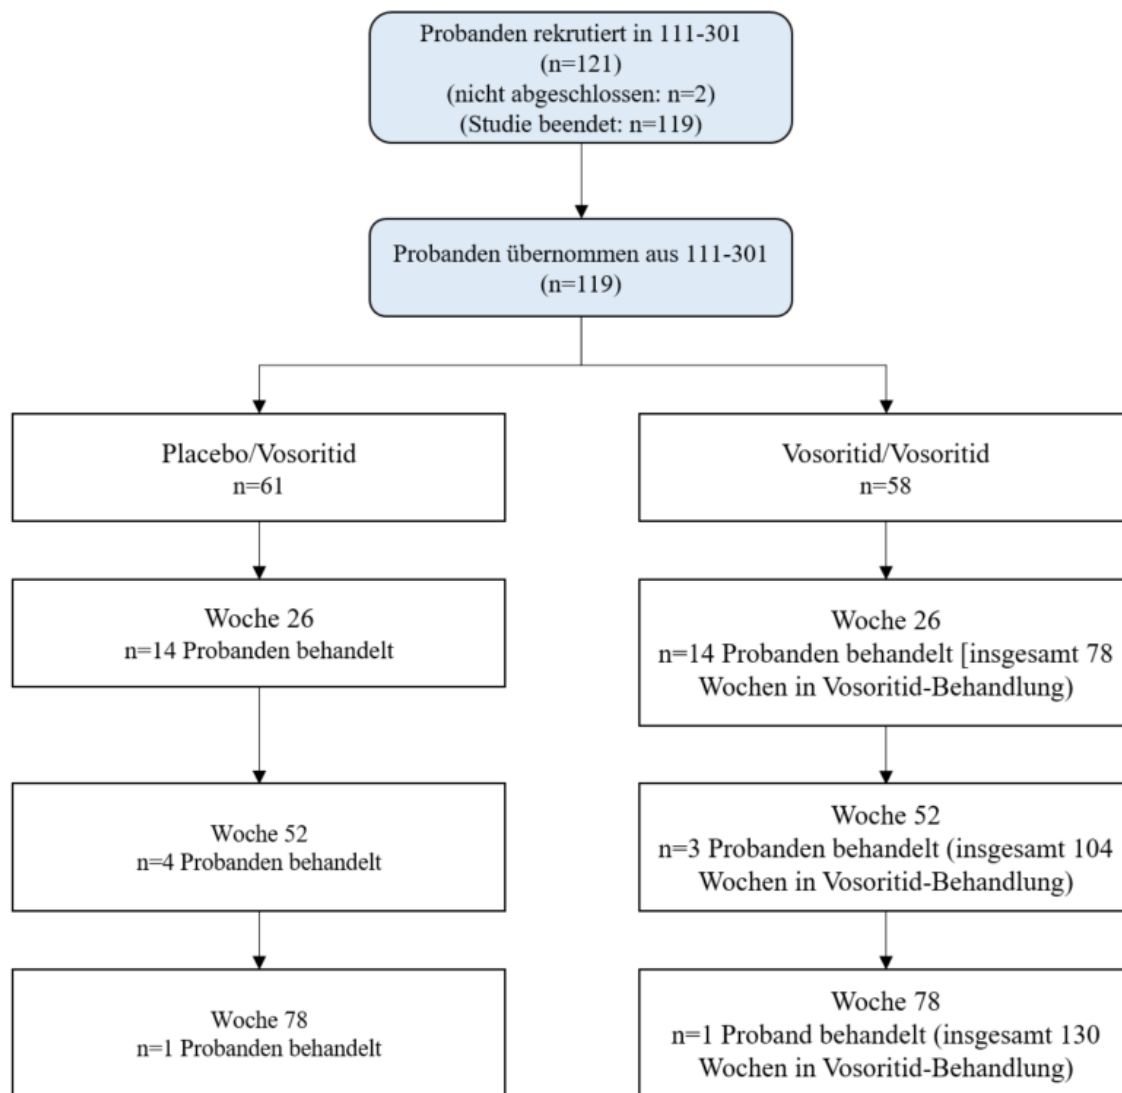 Probanden rekrutiert in 111-301
(n=121)
(nicht abgeschlossen: n=2)
(Studie beendet: n=119)
Probanden übernommen aus 111-301
(n=119)
Placebo/Vosoritid
n=61
Vosoritid/Vosoritid
n=58
Woche 26
n=14 Probanden behandelt
Woche 26
n=14 Probanden behandelt [insgesamt 78
Wochen in Vosoritid-Behandlung)
Woche 52
n=4 Probanden behandelt
Woche 52
n=3 Probanden behandelt (insgesamt 104
Wochen in Vosoritid-Behandlung)
Woche 78
n=1 Probanden behandelt
Woche 78
n=1 Proband behandelt (insgesamt 130
Wochen in Vosoritid-Behandlung)